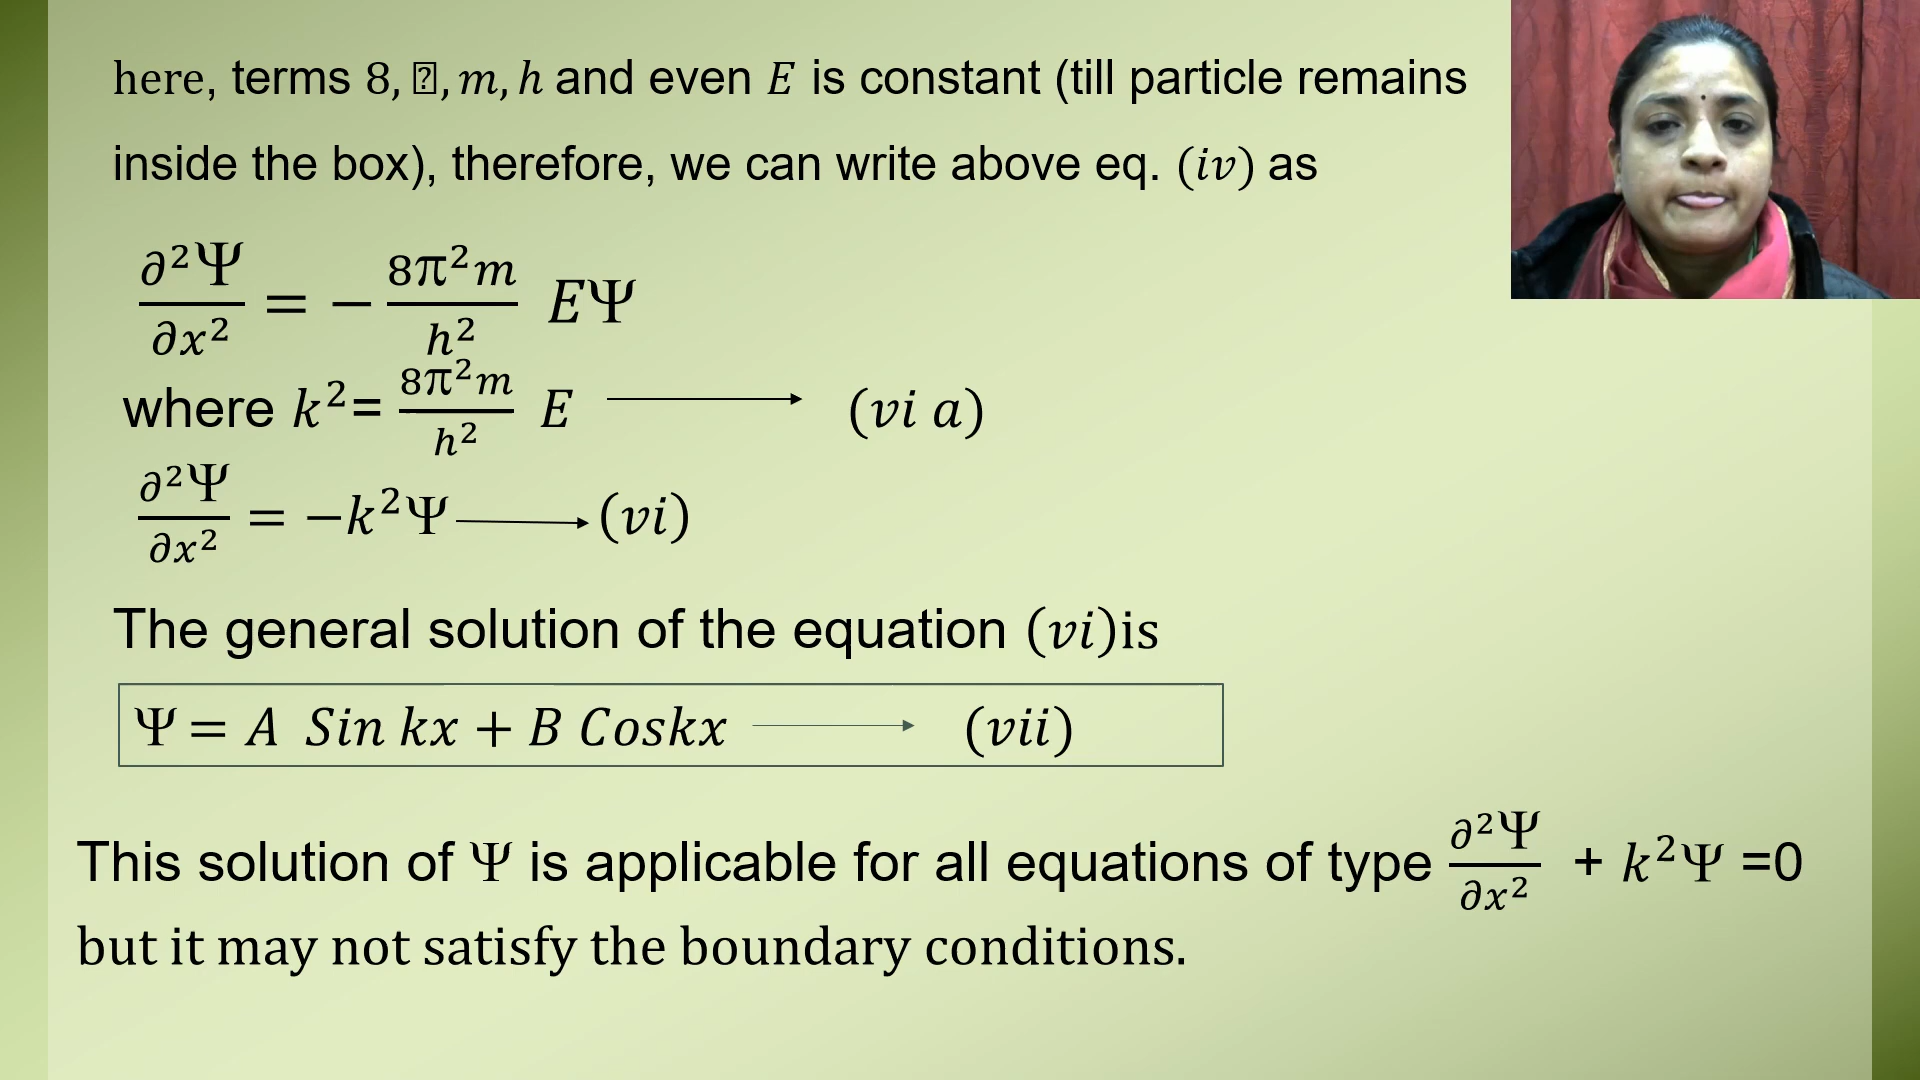 here, terms 8, ⍰, m, h and even E is constant (till particle remains
inside the box), therefore, we can write above eq. (iv) as
∂²Ψ/∂x² = − 8π²m/h² EΨ
where k²= 8π²m/h² E ⟶ (vi a)
∂²Ψ/∂x² = −k²Ψ ⟶ (vi)
The general solution of the equation (vi)is
Ψ = A Sin kx + B Coskx ⟶ (vii)
This solution of Ψ is applicable for all equations of type ∂²Ψ/∂x² + k²Ψ =0
but it may not satisfy the boundary conditions.